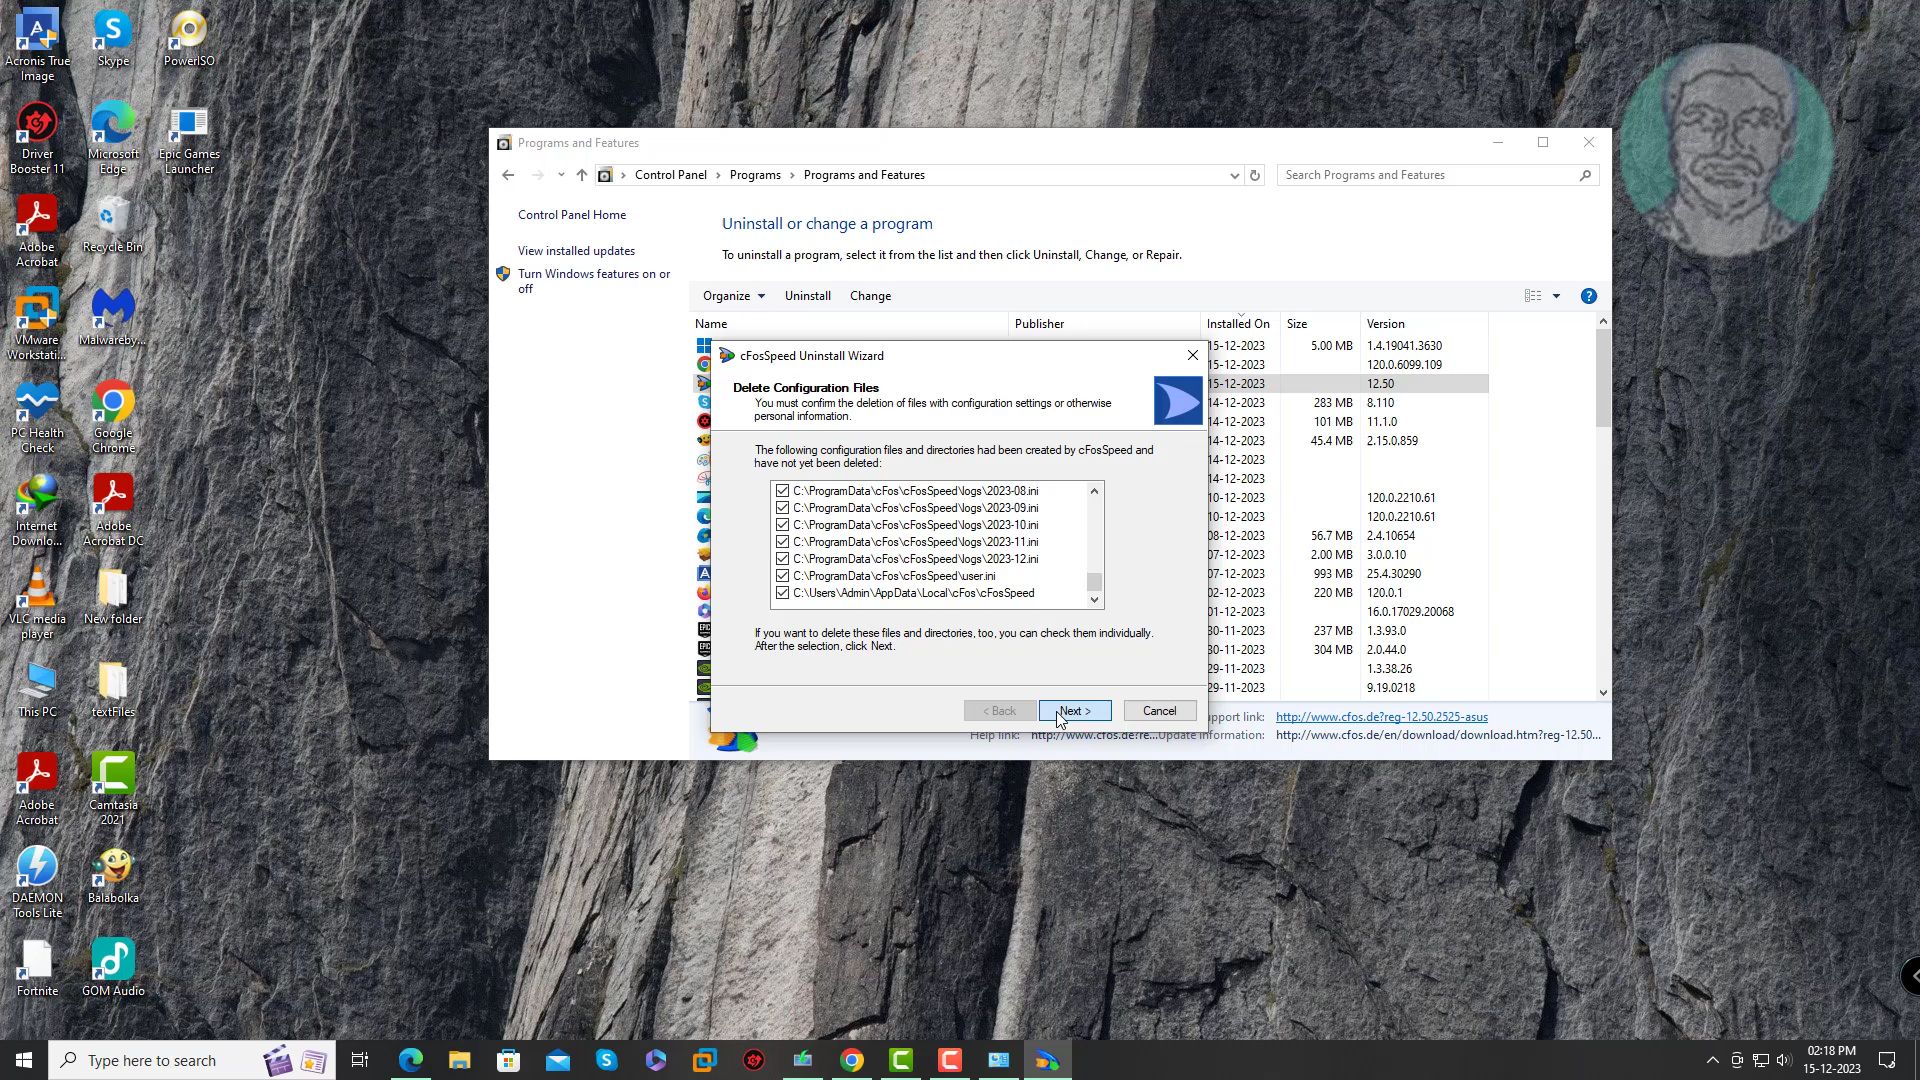 Acronis True
Image
Skype
PowerISO
Driver
Booster 11
Microsoft
Edge
Epic Games
Launcher
Adobe
Acrobat
Recycle Bin
VMware
Workstati...
Malwareby...
PC Health
Check
Google
Chrome
Internet
Downlo...
Adobe
Acrobat DC
VLC media
player
New folder
This PC
textFiles
Adobe
Acrobat
Camtasia
2021
DAEMON
Tools Lite
Balabolka
Fortnite
GOM Audio
Programs and Features
Control Panel > Programs > Programs and Features
Search Programs and Features
Control Panel Home
View installed updates
Turn Windows features on or
off
Uninstall or change a program
To uninstall a program, select it from the list and then click Uninstall, Change, or Repair.
Organize Uninstall Change
Name Publisher Installed On Size Version
15-12-2023 5.00 MB 1.4.19041.3630
15-12-2023 120.0.6099.109
15-12-2023 12.50
14-12-2023 283 MB 8.110
14-12-2023 101 MB 11.1.0
14-12-2023 45.4 MB 2.15.0.859
14-12-2023
14-12-2023
10-12-2023 120.0.2210.61
10-12-2023 120.0.2210.61
08-12-2023 56.7 MB 2.4.10654
07-12-2023 2.00 MB 3.0.0.10
07-12-2023 993 MB 25.4.30290
02-12-2023 220 MB 120.0.1
01-12-2023 16.0.17029.20068
30-11-2023 237 MB 1.3.93.0
30-11-2023 304 MB 2.0.44.0
29-11-2023 1.3.38.26
29-11-2023 9.19.0218
cFosSpeed Uninstall Wizard
Delete Configuration Files
You must confirm the deletion of files with configuration settings or otherwise
personal information.
The following configuration files and directories had been created by cFosSpeed and
have not yet been deleted:
C:\ProgramData\cFos\cFosSpeed\logs\2023-08.ini
C:\ProgramData\cFos\cFosSpeed\logs\2023-09.ini
C:\ProgramData\cFos\cFosSpeed\logs\2023-10.ini
C:\ProgramData\cFos\cFosSpeed\logs\2023-11.ini
C:\ProgramData\cFos\cFosSpeed\logs\2023-12.ini
C:\ProgramData\cFos\cFosSpeed\user.ini
C:\Users\Admin\AppData\Local\cFos\cFosSpeed
If you want to delete these files and directories, too, you can check them individually.
After the selection, click Next.
< Back Next > Cancel
pport link: http://www.cfos.de?reg-12.50.2525-asus
Help link: http://www.cfos.de/re... Update information: http://www.cfos.de/en/download/download.htm?reg-12.50...
Type here to search
02:18 PM
15-12-2023